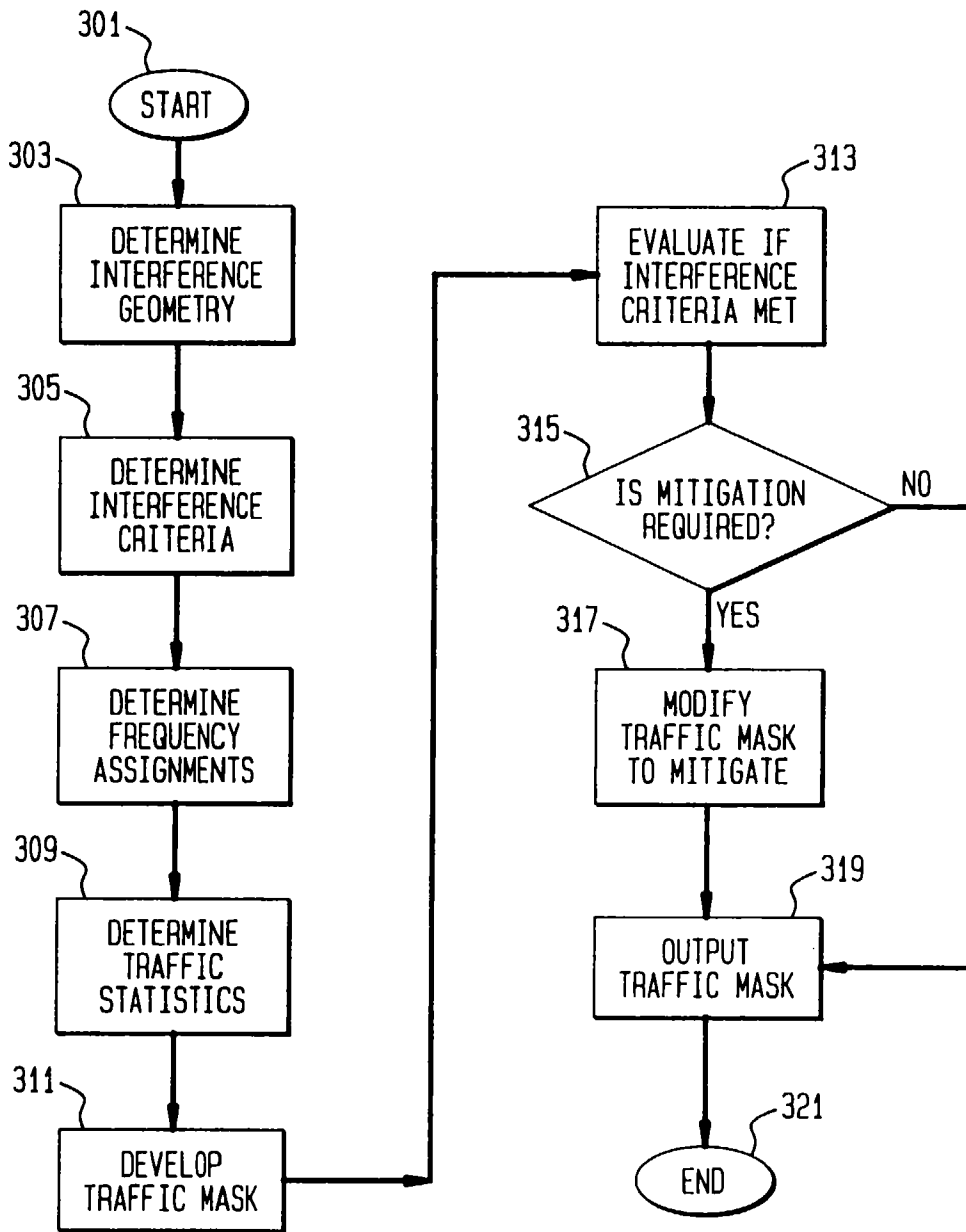 301
START
303
DETERMINE
INTERFERENCE
GEOMETRY
305
DETERMINE
INTERFERENCE
CRITERIA
307
DETERMINE
FREQUENCY
ASSIGNMENTS
309
DETERMINE
TRAFFIC
STATISTICS
311
DEVELOP
TRAFFIC MASK
313
EVALUATE IF
INTERFERENCE
CRITERIA MET
315
IS MITIGATION
REQUIRED?
NO
YES
317
MODIFY
TRAFFIC MASK
TO MITIGATE
319
OUTPUT
TRAFFIC MASK
321
END